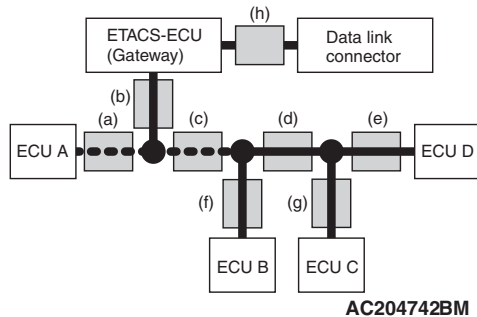 (h)
ETACS-ECU
(Gateway)
Data link
connector
(b)
(a)
(c)
(d)
(e)
ECU A
ECU D
(f)
(g)
ECU B
ECU C
AC204742BM